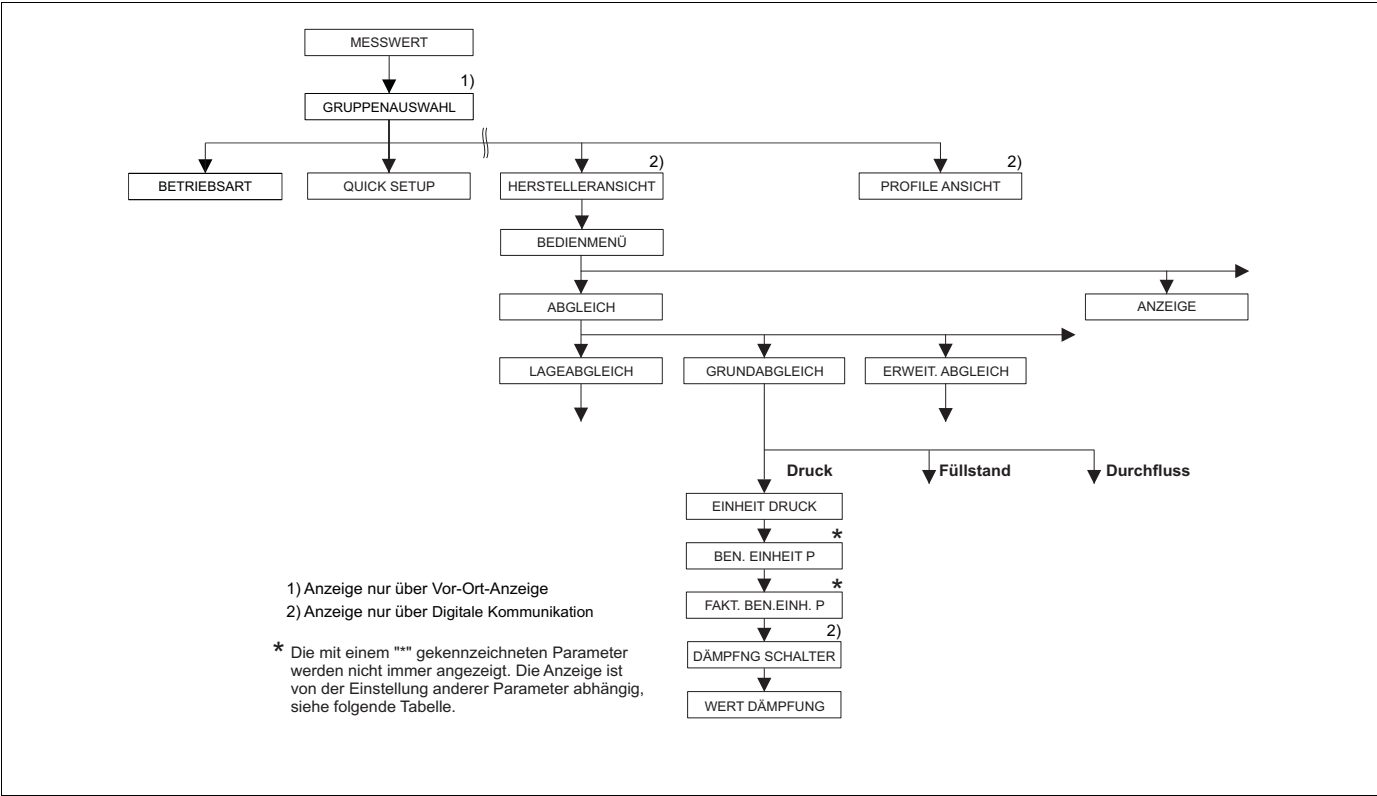 MESSWERT
1)
GRUPPENAUSWAHL
2)
2)
BETRIEBSART
QUICK SETUP
HERSTELLERANSICHT
PROFILE ANSICHT
BEDIENMENÜ
ABGLEICH
ANZEIGE
LAGEABGLEICH
GRUNDABGLEICH
ERWEIT. ABGLEICH
Druck
Füllstand
Durchfluss
EINHEIT DRUCK
*
BEN. EINHEIT P
*
FAKT. BEN.EINH. P
2)
DÄMPFNG SCHALTER
WERT DÄMPFUNG
1) Anzeige nur über Vor-Ort-Anzeige
2) Anzeige nur über Digitale Kommunikation
* Die mit einem "*" gekennzeichneten Parameter
werden nicht immer angezeigt. Die Anzeige ist
von der Einstellung anderer Parameter abhängig,
siehe folgende Tabelle.